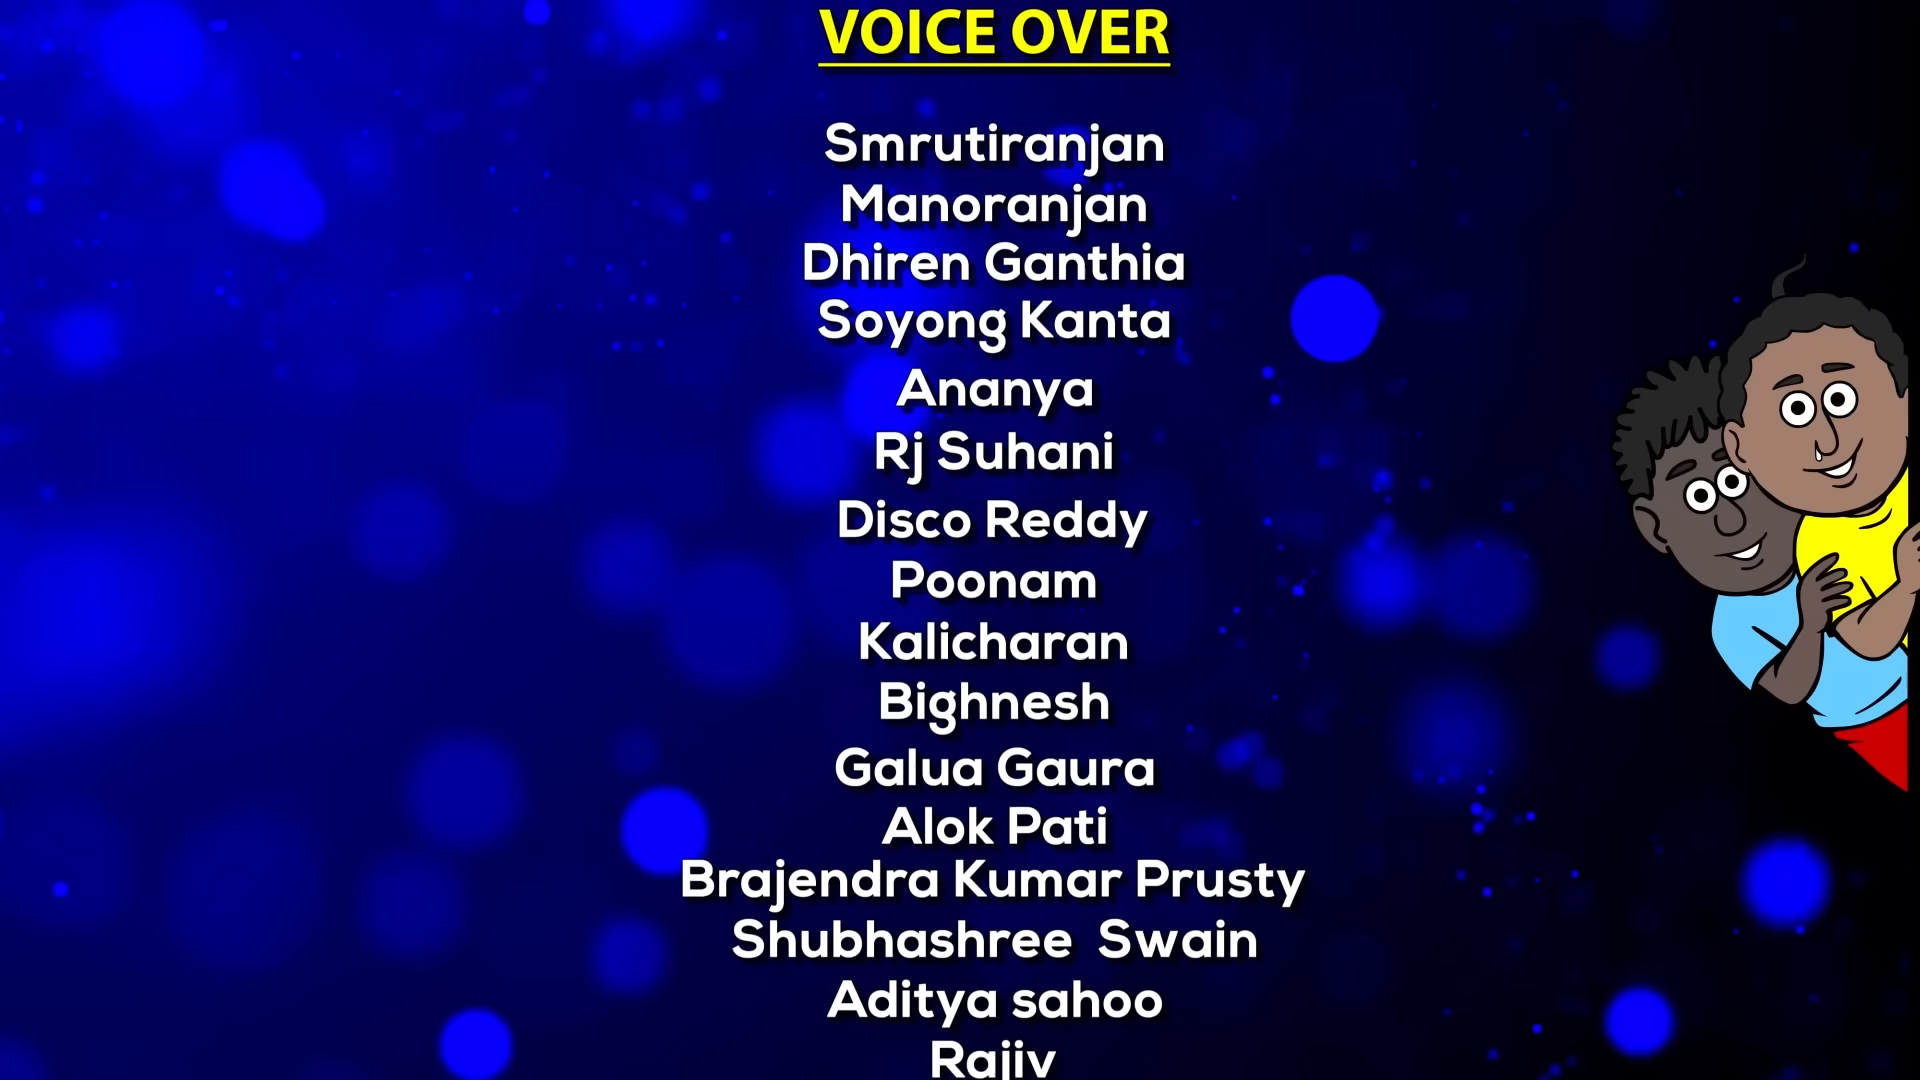 VOICE OVER
Smrutiranjan
Manoranjan
Dhiren Ganthia
Soyong Kanta
Ananya
Rj Suhani
Disco Reddy
Poonam
Kalicharan
Bighnesh
Galua Gaura
Alok Pati
Brajendra Kumar Prusty
Shubhashree  Swain
Aditya sahoo
Rajiv